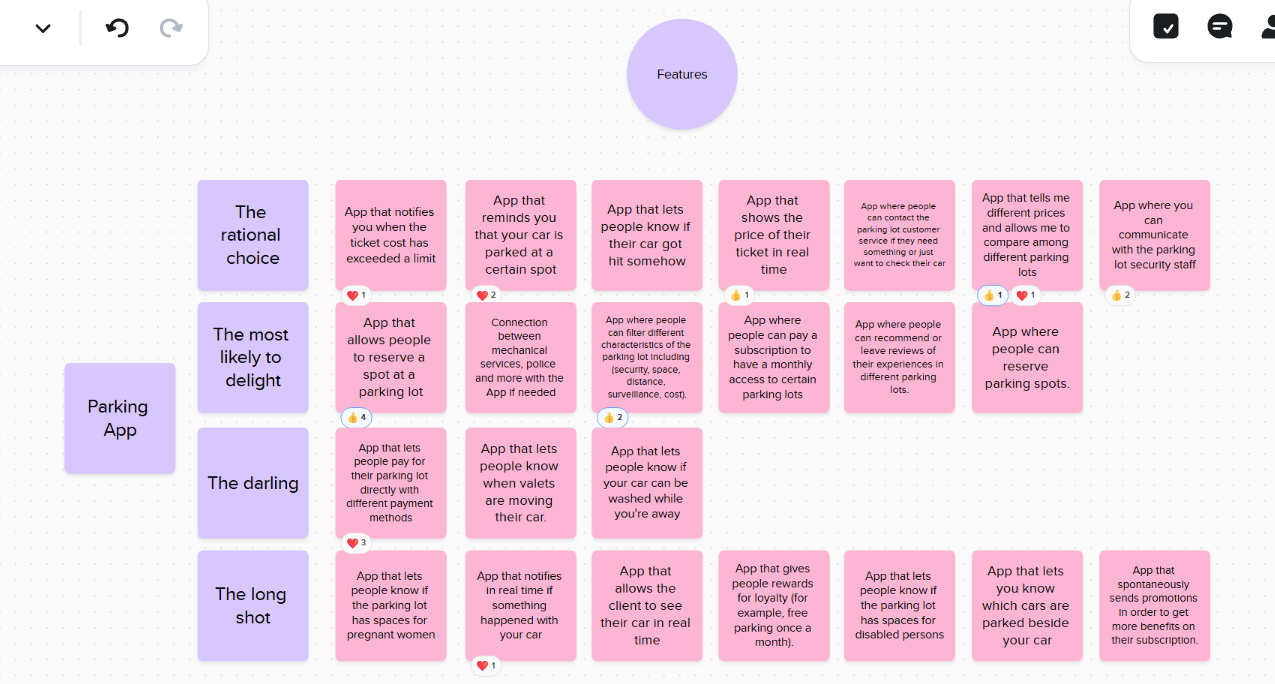 Features
The
rational
choice
App that notifies
you when the
ticket cost has
exceeded a limit
1
App that
reminds you
that your car is
parked at a
certain spot
2
App that lets
people know if
their car got
hit somehow
App that
shows the
price of their
ticket in real
time
1
App where people
can contact the
parking lot customer
service if they need
something or just
want to check their car
App that tells me
different prices
and allows me to
compare among
different parking
lots
1
1
App where you
can
communicate
with the parking
lot security staff
2
The most
likely to
delight
App that
allows people
to reserve a
spot at a
parking lot
4
Connection
between
mechanical
services, police
and more with the
App if needed
App where people
can filter different
characteristics of the
parking lot including
(security, space,
distance,
surveillance, cost).
2
App where
people can pay a
subscription to
have a monthly
access to certain
parking lots
App where people
can recommend or
leave reviews of
their experiences in
different parking
lots.
App where
people can
reserve
parking spots.
Parking
App
The darling
App that lets
people pay for
their parking lot
directly with
different payment
methods
3
App that lets
people know
when valets
are moving
their car.
App that lets
people know if
your car can be
washed while
you're away
The long
shot
App that lets
people know if
the parking lot
has spaces for
pregnant women
App that notifies
in real time if
something
happened with
your car
1
App that
allows the
client to see
their car in real
time
App that gives
people rewards
for loyalty (for
example, free
parking once a
month).
App that lets
people know if
the parking lot
has spaces for
disabled persons
App that lets
you know
which cars are
parked beside
your car
App that
spontaneously
sends promotions
in order to get
more benefits on
their subscription.